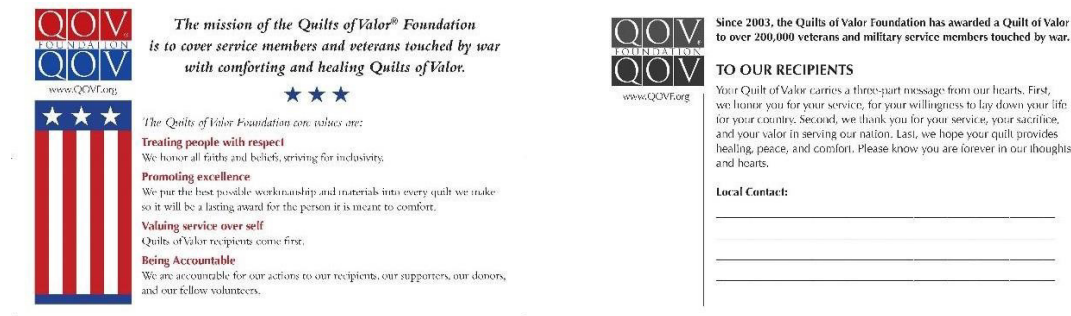 QOV®
FOUNDATION
QOV
www.QOVF.org
The mission of the Quilts of Valor® Foundation
is to cover service members and veterans touched by war
with comforting and healing Quilts of Valor.
The Quilts of Valor Foundation core values are:
Treating people with respect
We honor all faiths and beliefs, striving for inclusivity.
Promoting excellence
We put the best possible workmanship and materials into every quilt we make
so it will be a lasting award for the person it is meant to comfort.
Valuing service over self
Quilts of Valor recipients come first.
Being Accountable
We are accountable for our actions to our recipients, our supporters, our donors,
and our fellow volunteers.
QOV®
FOUNDATION
QOV
www.QOVF.org
Since 2003, the Quilts of Valor Foundation has awarded a Quilt of Valor
to over 200,000 veterans and military service members touched by war.
TO OUR RECIPIENTS
Your Quilt of Valor carries a three-part message from our hearts. First,
we honor you for your service, for your willingness to lay down your life
for your country. Second, we thank you for your service, your sacrifice,
and your valor in serving our nation. Last, we hope your quilt provides
healing, peace, and comfort. Please know you are forever in our thoughts
and hearts.
Local Contact: